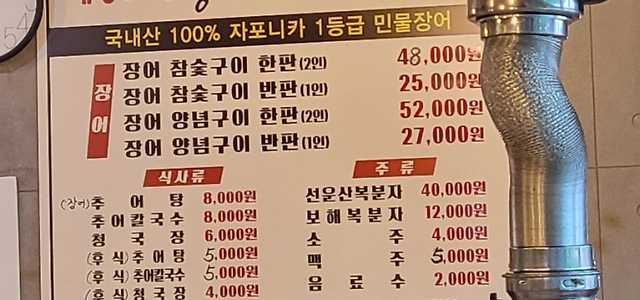 국내산 100% 자포니카 1등급 민물장어
장어
장어 참숯구이 한판(2인) 48,000원
장어 참숯구이 반판(1인) 25,000원
장어 양념구이 한판(2인) 52,000원
장어 양념구이 반판(1인) 27,000원
식사류
(장어)추어탕 8,000원
추어칼국수 8,000원
청국장 6,000원
(후식)추어탕 5,000원
(후식)추어칼국수 5,000원
(후식)청국장 4,000원
주류
선운산복분자 40,000원
보해복분자 12,000원
소주 4,000원
맥주 5,000원
음료수 2,000원